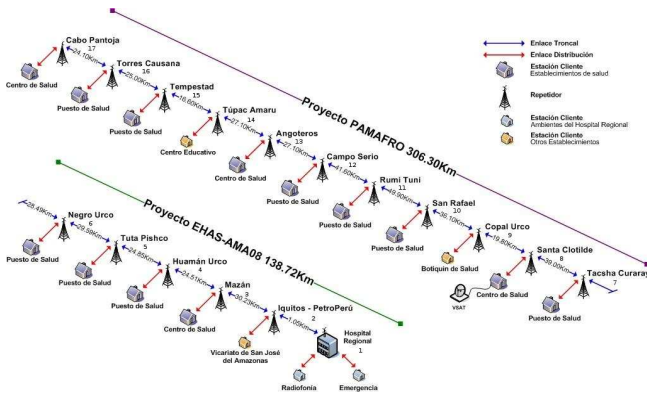 Cabo Pantoja
17
24.10Km
Centro de Salud
Torres Causana
16
25.00Km
Puesto de Salud
Tempestad
15
18.60Km
Puesto de Salud
Túpac Amaru
14
27.10Km
Centro Educativo
Angoteros
13
27.10Km
Centro de Salud
Campo Serio
12
41.60Km
Puesto de Salud
Rumi Tuni
11
49.90Km
Puesto de Salud
San Rafael
10
36.10Km
Botiquin de Salud
Copal Urco
9
19.80Km
Centro de Salud
VSAT
Santa Clotilde
8
39.00Km
Puesto de Salud
Tacsha Curaray
7
Proyecto PAMAFRO 306.30Km
Enlace Troncal
Enlace Distribución
Estación Cliente
Establecimientos de salud
Repetidor
Estación Cliente
Ambientes del Hospital Regional
Estación Cliente
Otros Establecimientos
Proyecto EHAS-AMA08 138.72Km
28.49Km
Negro Urco
6
29.59Km
Puesto de Salud
Tuta Pishco
5
24.85Km
Puesto de Salud
Huamán Urco
4
24.51Km
Puesto de Salud
Mazán
3
30.23Km
Centro de Salud
Iquitos - PetroPerú
2
1.05Km
Vicariato de San José
del Amazonas
Hospital
Regional
1
Radiofonía
Emergencia